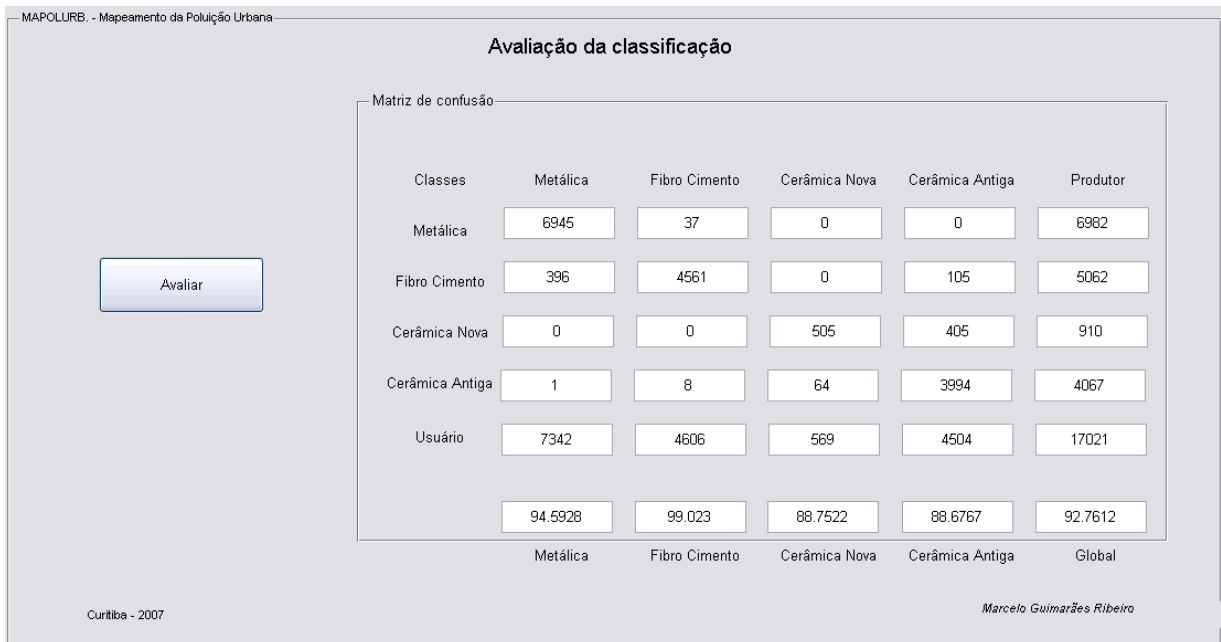 MAPOLURB. - Mapeamento da Poluição Urbana
Avaliação da classificação
Matriz de confusão
Classes Metálica Fibro Cimento Cerâmica Nova Cerâmica Antiga Produtor
Metálica 6945 37 0 0 6982
Avaliar
Fibro Cimento 396 4561 0 105 5062
Cerâmica Nova 0 0 505 405 910
Cerâmica Antiga 1 8 64 3994 4067
Usuário 7342 4606 569 4504 17021
94.5928 99.023 88.7522 88.6767 92.7612
Metálica Fibro Cimento Cerâmica Nova Cerâmica Antiga Global
Curitiba - 2007
Marcelo Guimarães Ribeiro